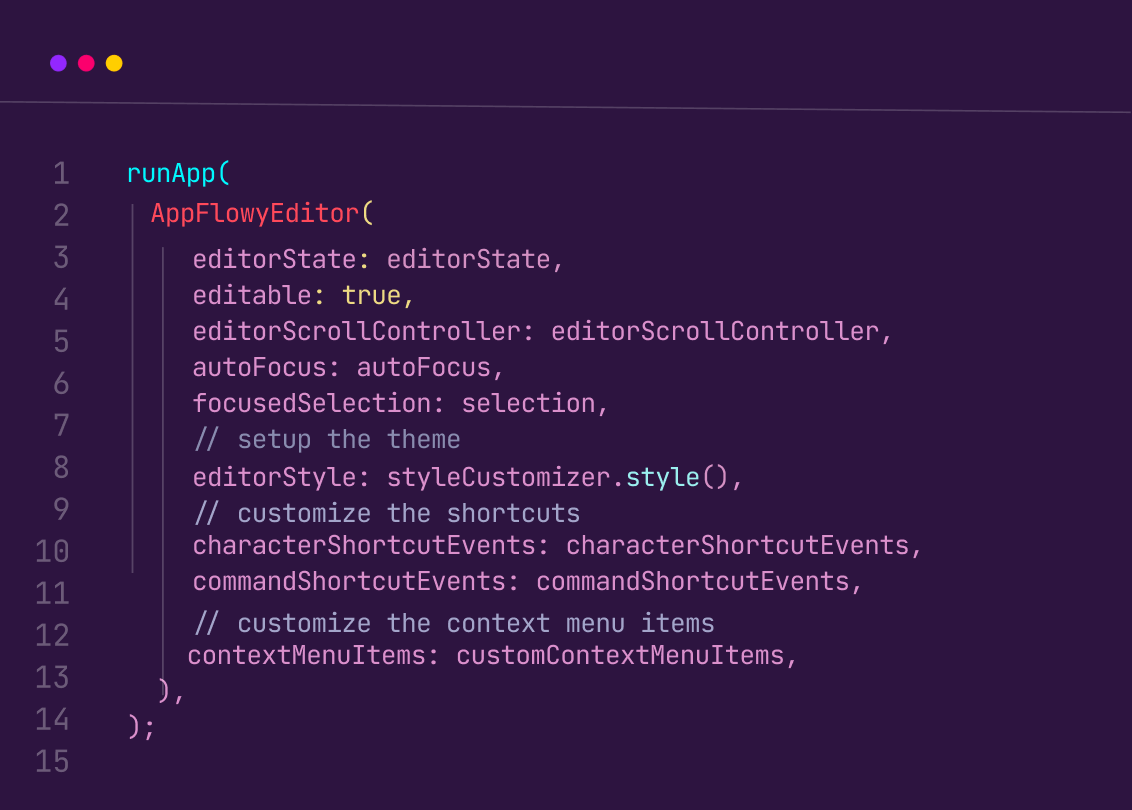 1 runApp(
2 AppFlowyEditor(
3 editorState: editorState,
4 editable: true,
5 editorScrollController: editorScrollController,
6 autoFocus: autoFocus,
7 focusedSelection: selection,
8 // setup the theme
9 editorStyle: styleCustomizer.style(),
10 // customize the shortcuts
11 characterShortcutEvents: characterShortcutEvents,
12 commandShortcutEvents: commandShortcutEvents,
13 // customize the context menu items
14 contextMenuItems: customContextMenuItems,
15 ),
);